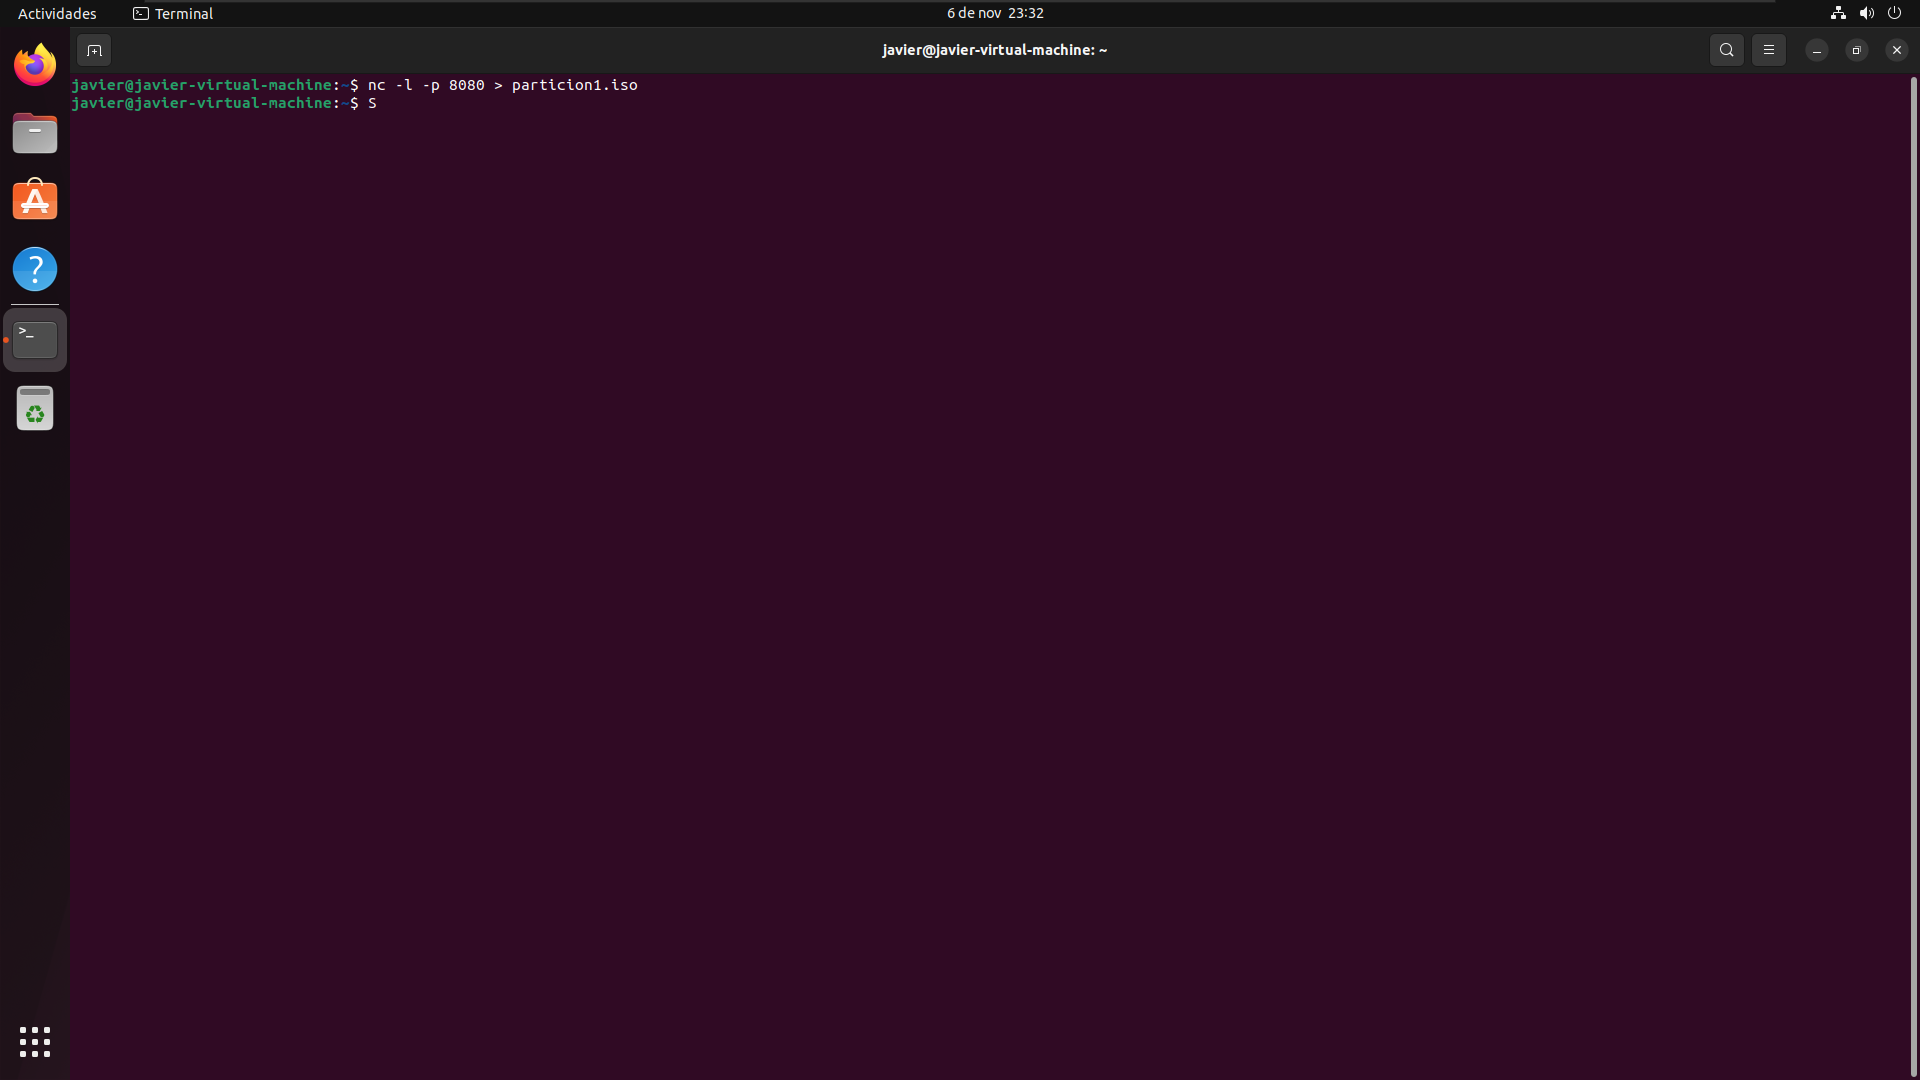 Actividades
Terminal
6 de nov 23:32
javier@javier-virtual-machine: ~
javier@javier-virtual-machine:~$ nc -l -p 8080 > particion1.iso
javier@javier-virtual-machine:~$ S